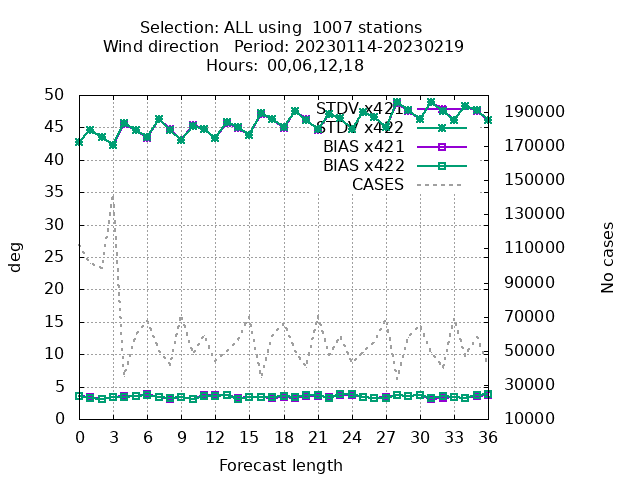 Selection: ALL using  1007 stations
Wind direction   Period: 20230114-20230219
Hours:  00,06,12,18
STDV x421
STDV x422
BIAS x421
BIAS x422
CASES
deg
50
45
40
35
30
25
20
15
10
5
0
No cases
190000
170000
150000
130000
110000
90000
70000
50000
30000
10000
0 3 6 9 12 15 18 21 24 27 30 33 36
Forecast length